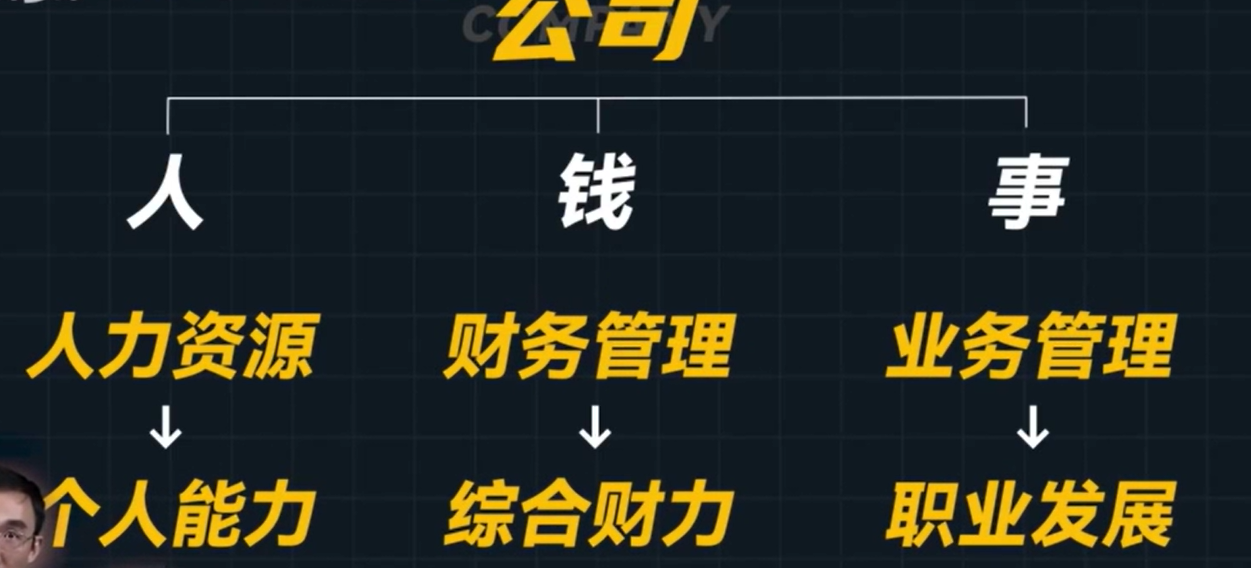 COMPANY
公司
人 钱 事
人力资源 财务管理 业务管理
↓ ↓ ↓
个人能力 综合财力 职业发展